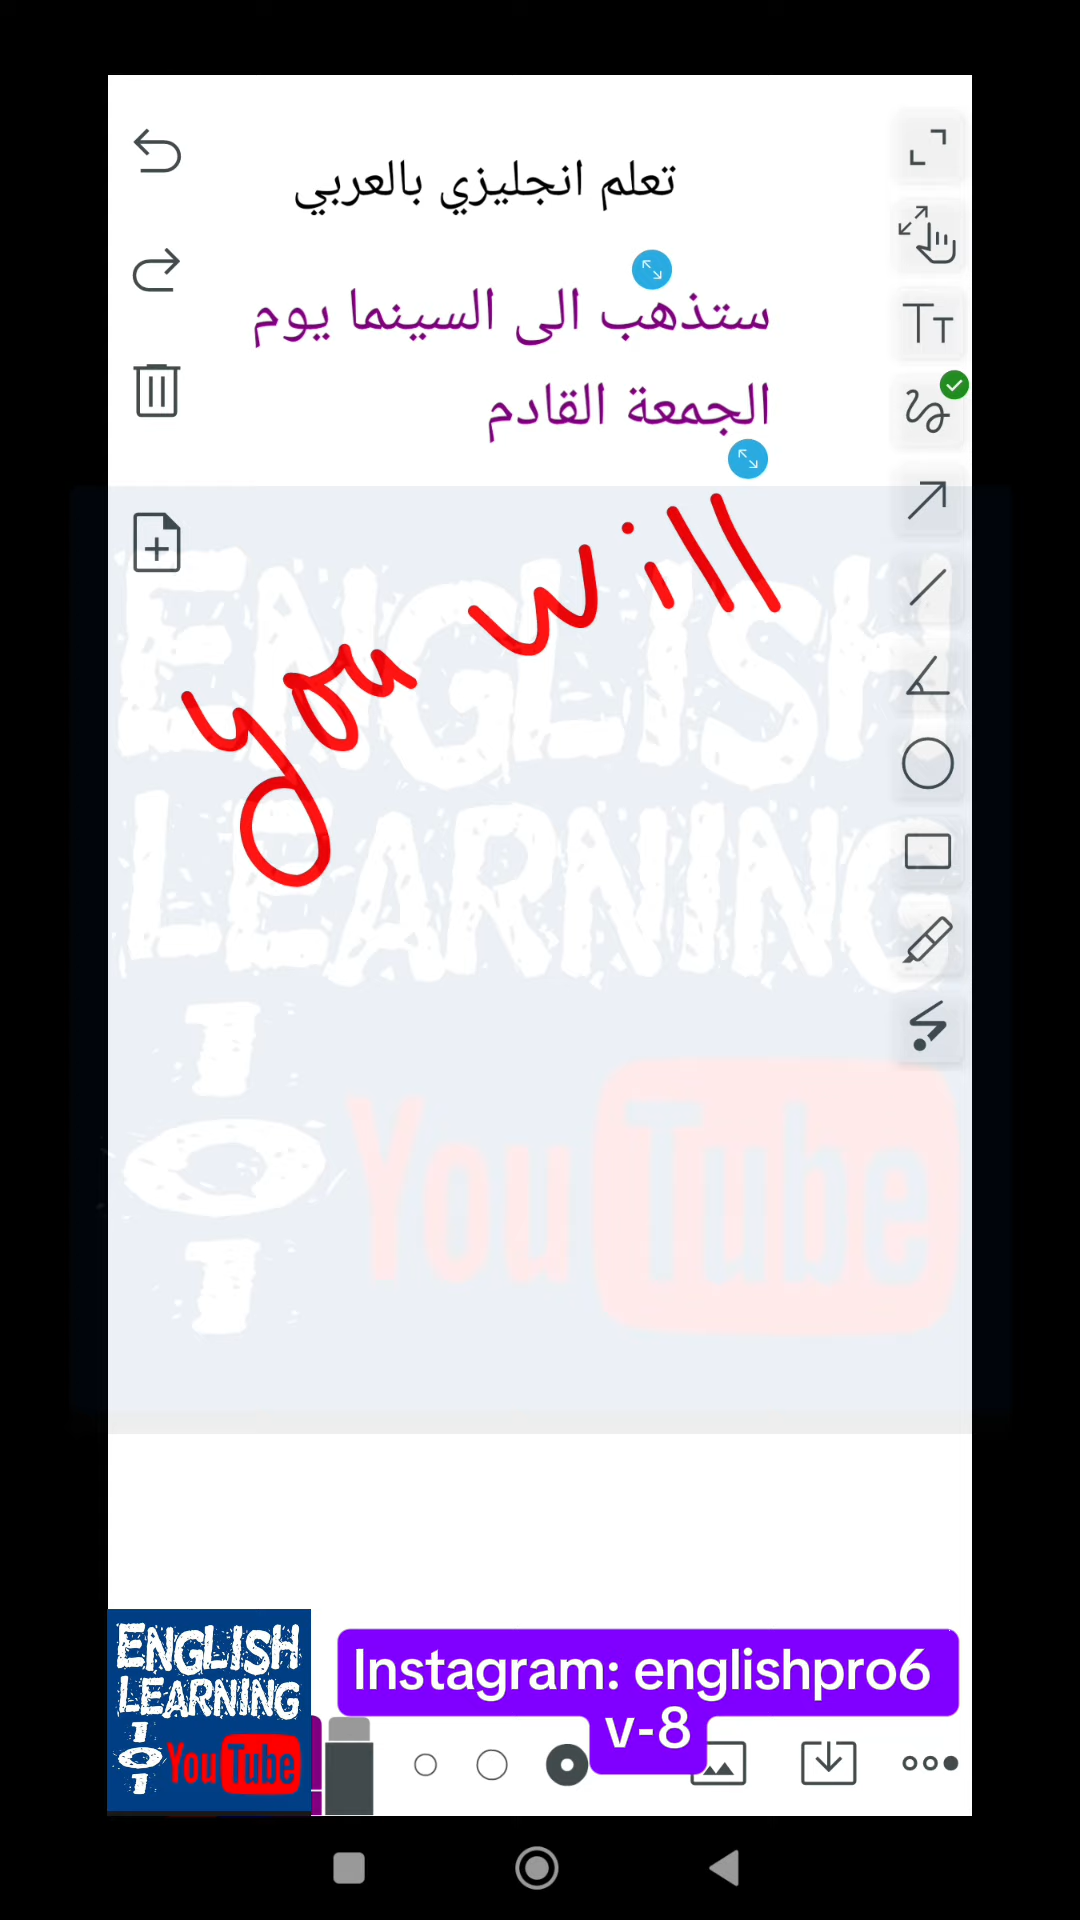 تعلم انجليزي بالعربي
ستذهب الى السينما يوم
الجمعة القادم
you will
ENGLISH
LEARNING
101
YouTube
TT
ENGLISH
LEARNING
101
YouTube
Instagram: englishpro6
v-8